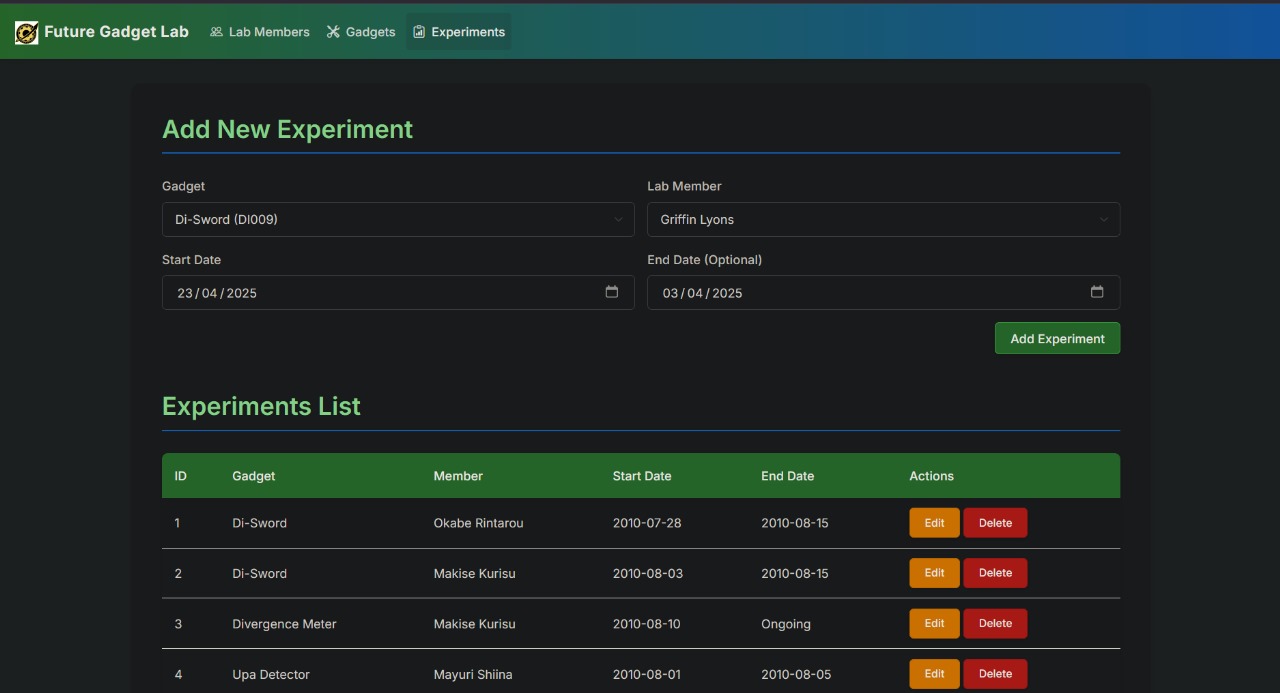 Future Gadget Lab Lab Members Gadgets Experiments
Add New Experiment
Gadget Lab Member
Di-Sword (DI009) Griffin Lyons
Start Date End Date (Optional)
23/04/2025 03/04/2025
Add Experiment
Experiments List
ID Gadget Member Start Date End Date Actions
1 Di-Sword Okabe Rintarou 2010-07-28 2010-08-15 Edit Delete
2 Di-Sword Makise Kurisu 2010-08-03 2010-08-15 Edit Delete
3 Divergence Meter Makise Kurisu 2010-08-10 Ongoing Edit Delete
4 Upa Detector Mayuri Shiina 2010-08-01 2010-08-05 Edit Delete